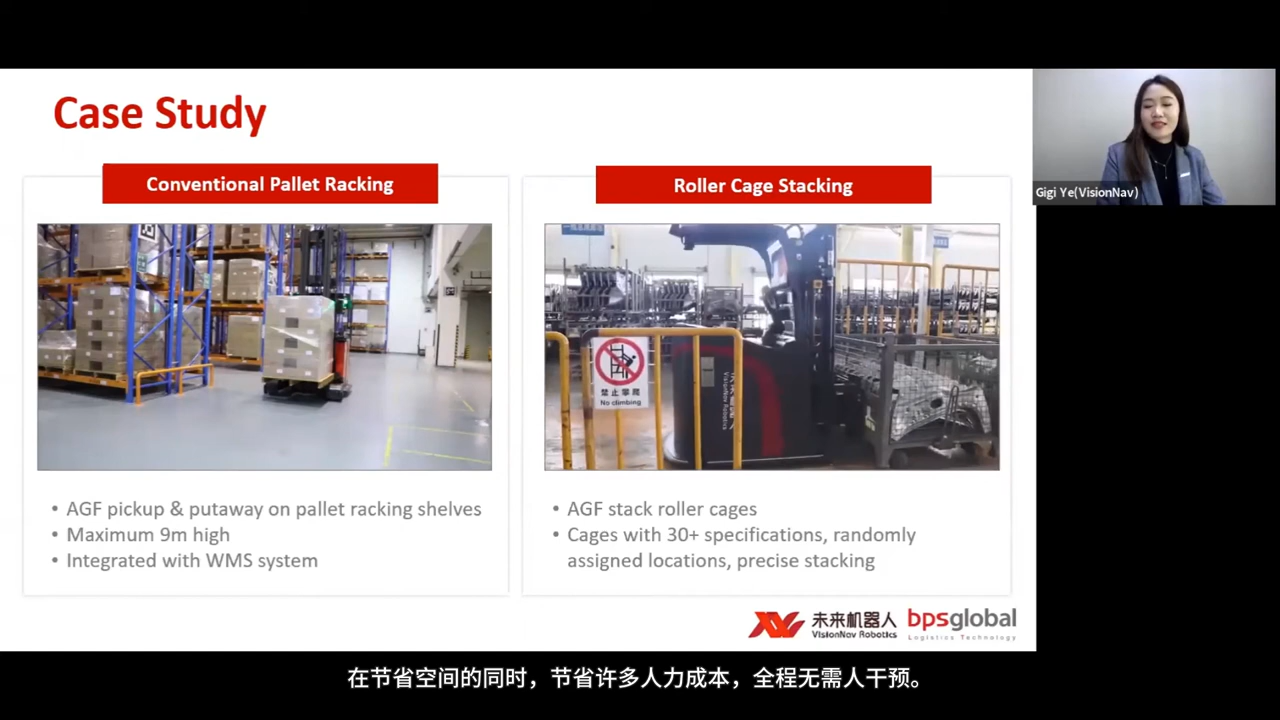 Case Study
Conventional Pallet Racking
Roller Cage Stacking
Gigi Ye(VisionNav)
禁止攀爬
No climbing
VisionNav Robotics
AGF pickup & putaway on pallet racking shelves
Maximum 9m high
Integrated with WMS system
AGF stack roller cages
Cages with 30+ specifications, randomly
assigned locations, precise stacking
未来机器人
VisionNav Robotics
bpsglobal
Logistics Technology
在节省空间的同时，节省许多人力成本，全程无需人干预。